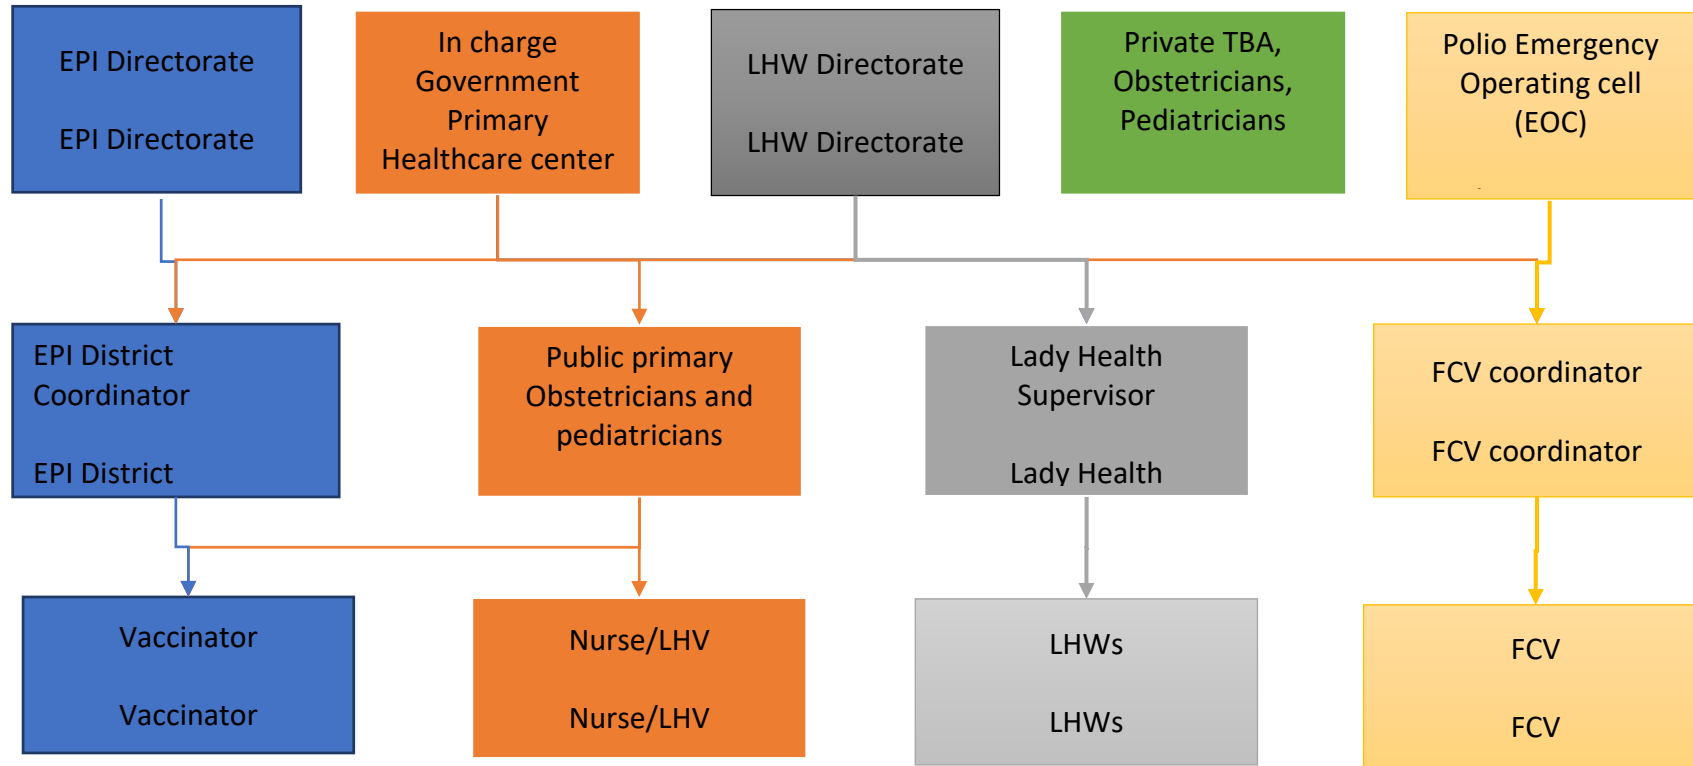 EPI Directorate
EPI Directorate
In charge
Government
Primary
Healthcare center
LHW Directorate
LHW Directorate
Private TBA,
Obstetricians,
Pediatricians
Polio Emergency
Operating cell
(EOC)
EPI District
Coordinator
EPI District
Public primary
Obstetricians and
pediatricians
Lady Health
Supervisor
Lady Health
FCV coordinator
FCV coordinator
Vaccinator
Vaccinator
Nurse/LHV
Nurse/LHV
LHWs
LHWs
FCV
FCV